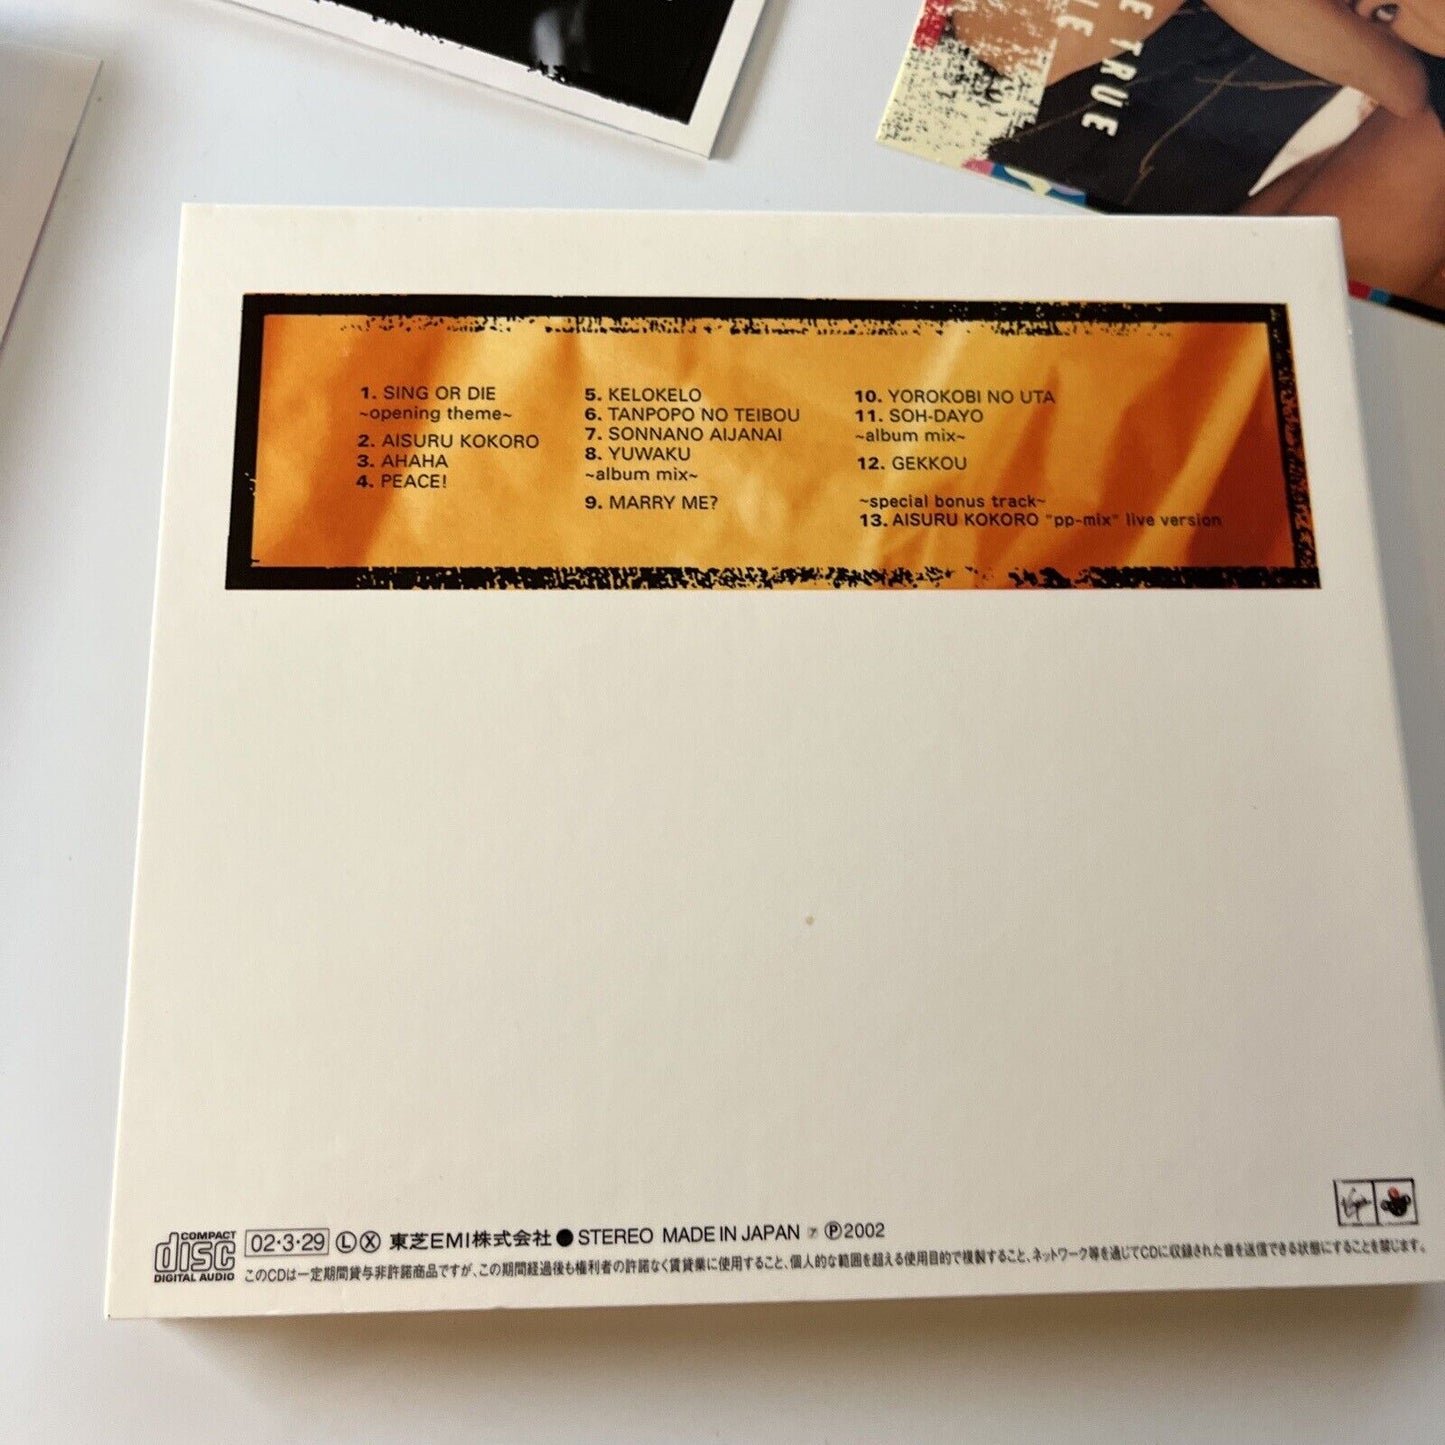 E TRUE
UE
1. SING OR DIE
~opening theme~
2. AISURU KOKORO
3. AHAHA
4. PEACE!
5. KELOKELO
6. TANPOPO NO TEIBOU
7. SONNANO AIJANAI
8. YUWAKU
~album mix~
9. MARRY ME?
10. YOROKOBI NO UTA
11. SOH-DAYO
~album mix~
12. GEKKOU
~special bonus track~
13. AISURU KOKORO "pp-mix" live version
Virgin
COMPACT
disc
DIGITAL AUDIO
02・3・29 Ⓛ Ⓧ 東芝EMI株式会社 ● STEREO MADE IN JAPAN ℗2002
このCDは一定期間貸与非許諾商品ですが、この期間経過後も権利者の許諾なく賃貸業に使用すること、個人的な範囲を超える使用目的で複製すること、ネットワーク等を通じてCDに収録された音を送信できる状態にすることを禁じます。